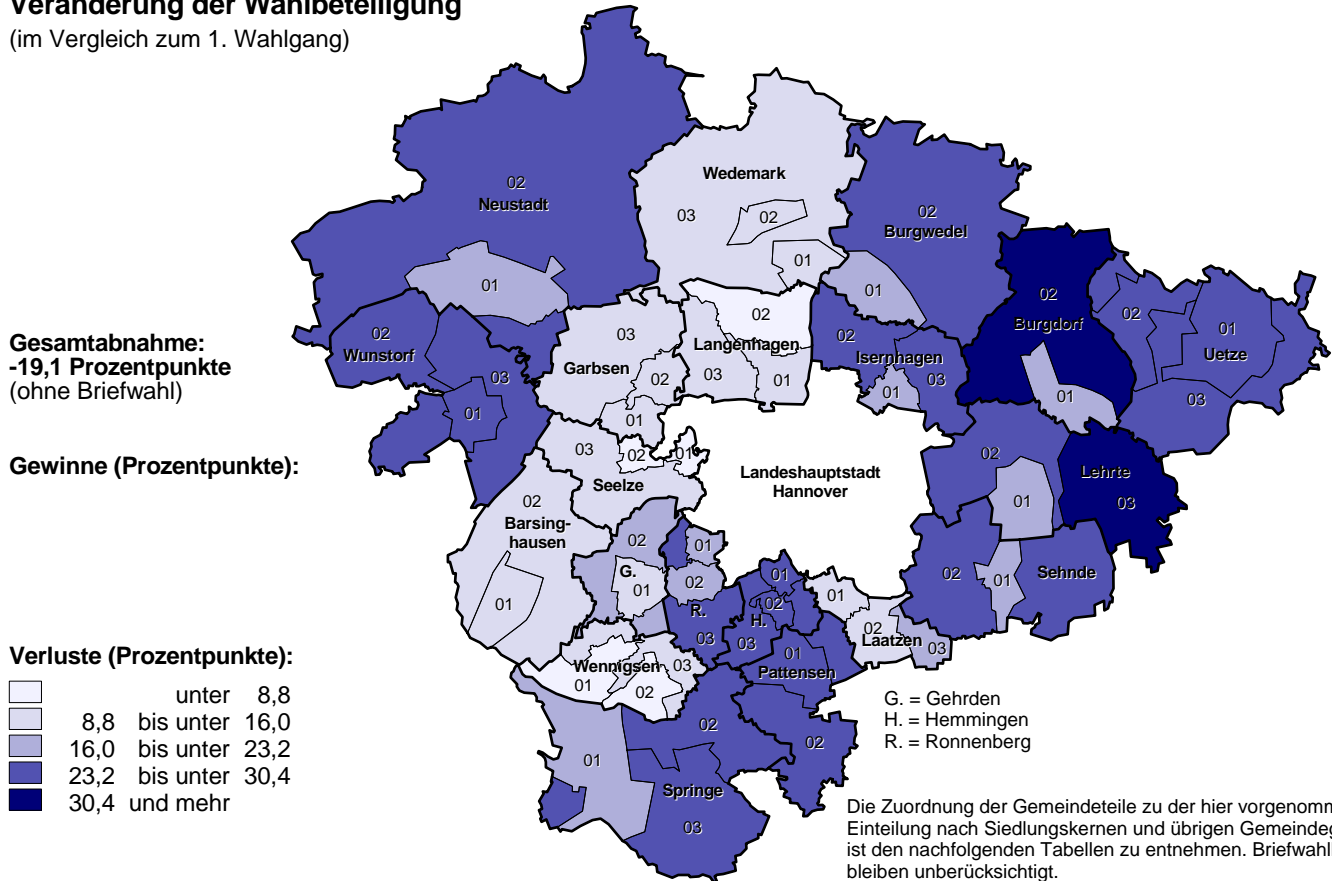 Veränderung der Wahlbeteiligung
(im Vergleich zum 1. Wahlgang)
02
Neustadt
01
Wedemark
03
02
01
02
Burgwedel
01
02
Burgdorf
01
02
01
Uetze
03
Gesamtabnahme:
-19,1 Prozentpunkte
(ohne Briefwahl)
02
Wunstorf
03
01
03
Garbsen
02
01
02
Langenhagen
03
01
02
Isernhagen
03
01
Gewinne (Prozentpunkte):
03
02
01
Seelze
Landeshauptstadt
Hannover
02
Lehrte
01
03
02
Barsing-
hausen
01
02
G.
01
01
02
R.
03
01
02
H.
03
01
02
Laatzen
03
02
01
Sehnde
Verluste (Prozentpunkte):
unter 8,8
8,8 bis unter 16,0
16,0 bis unter 23,2
23,2 bis unter 30,4
30,4 und mehr
Wennigsen
03
01
02
01
Pattensen
02
02
01
Springe
03
G. = Gehrden
H. = Hemmingen
R. = Ronnenberg
Die Zuordnung der Gemeindeteile zu der hier
Einteilung nach Siedlungskernen und übrigen
ist den nachfolgenden Tabellen zu entnehmen.
bleiben unberücksichtigt.